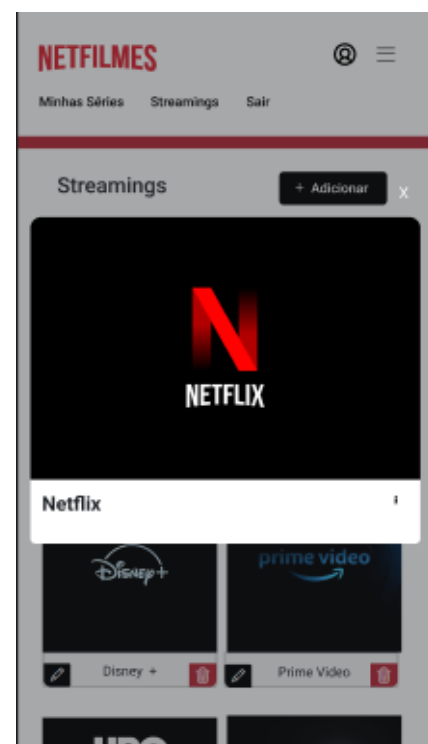 NETFILMES
Minhas Séries Streamings Sair
Streamings
+ Adicionar
X
N
NETFLIX
Netflix
Disney+
prime video
Disney +
Prime Video